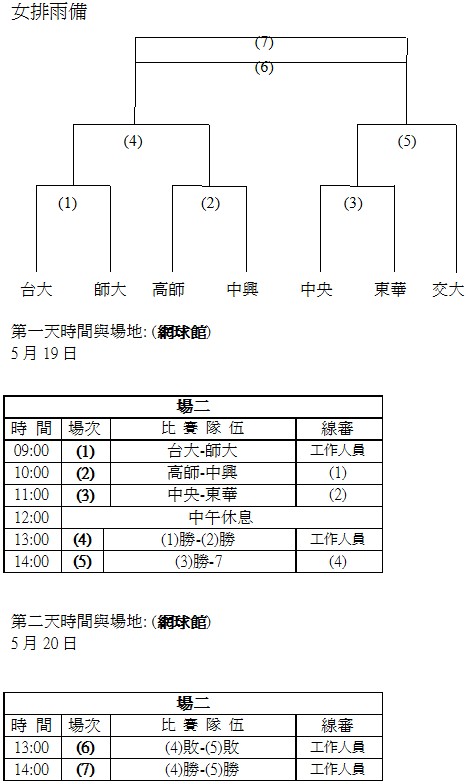 女排雨備
(7)
(6)
(4) (5)
(1) (2) (3)
台大 師大 高師 中興 中央 東華 交大
第一天時間與場地: (網球館)
5月19日
場二
時 間 場次 比 賽 隊 伍 線審
09:00 (1) 台大-師大 工作人員
10:00 (2) 高師-中興 (1)
11:00 (3) 中央-東華 (2)
12:00 中午休息
13:00 (4) (1)勝-(2)勝 工作人員
14:00 (5) (3)勝-7 (4)
第二天時間與場地: (網球館)
5月20日
場二
時 間 場次 比 賽 隊 伍 線審
13:00 (6) (4)敗-(5)敗 工作人員
14:00 (7) (4)勝-(5)勝 工作人員